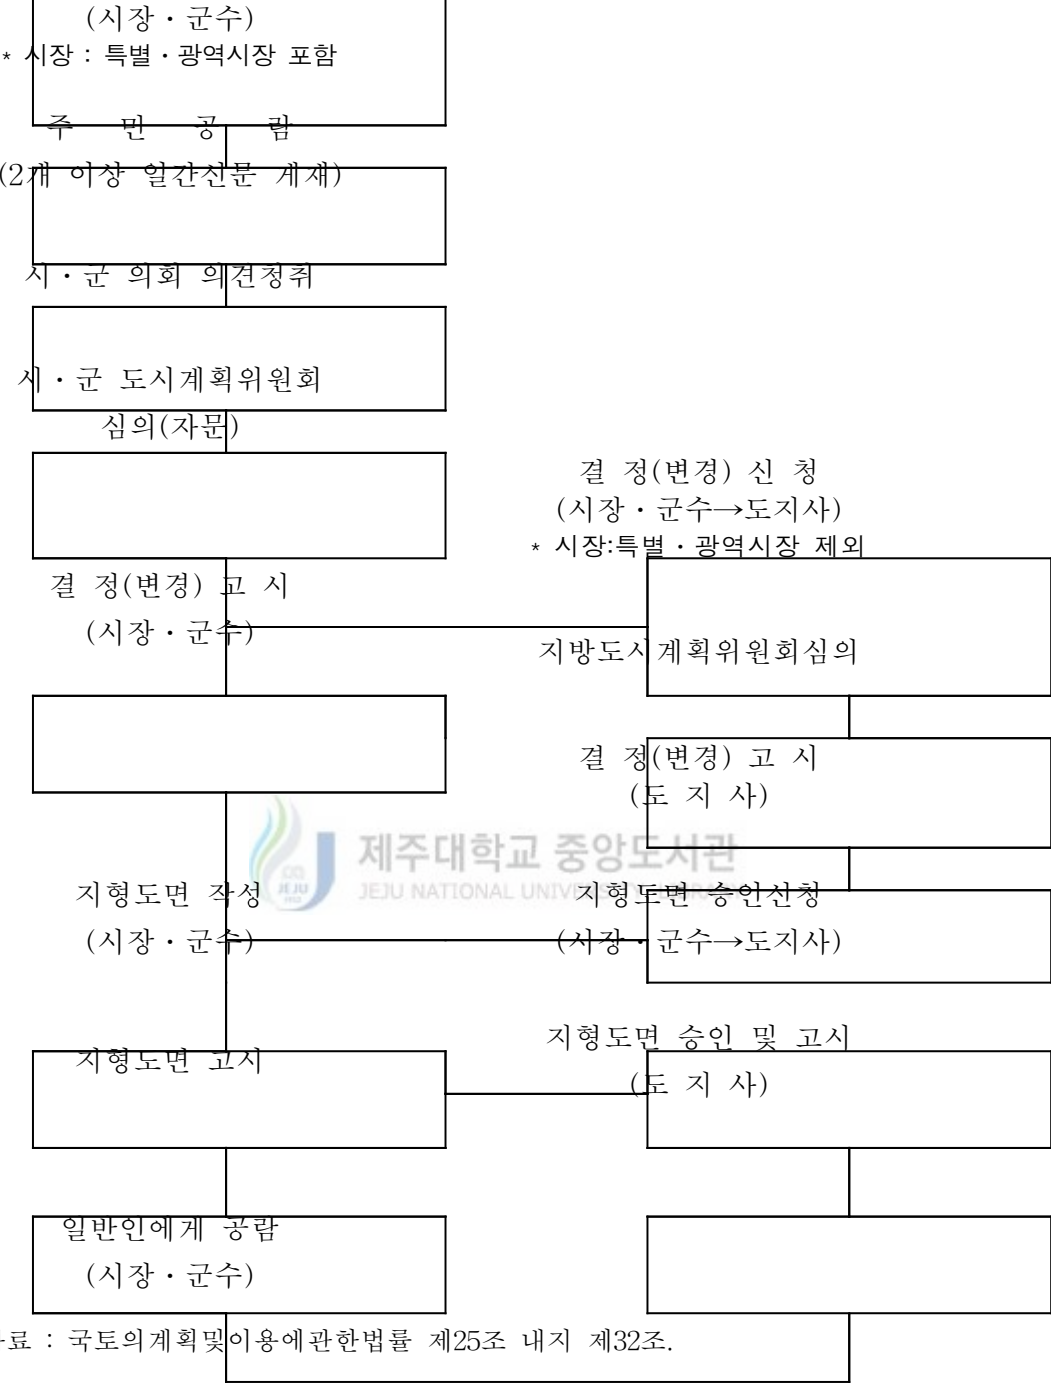 (시장・군수)
* 시장 : 특별・광역시장 포함
주 민 공 람
(2개 이상 일간신문 게재)
시・군 의회 의견청취
시・군 도시계획위원회
심의(자문)
결 정(변경) 신 청
(시장・군수→도지사)
* 시장:특별・광역시장 제외
결 정(변경) 고 시
(시장・군수)
지방도시계획위원회심의
결 정(변경) 고 시
(도 지 사)
제주대학교 중앙도서관
JEJU NATIONAL UNIVERSITY LIBRARY
JEJU
1952
지형도면 작성
(시장・군수)
지형도면 승인신청
(시장・군수→도지사)
지형도면 승인 및 고시
(도 지 사)
지형도면 고시
일반인에게 공람
(시장・군수)
자료 : 국토의계획및이용에관한법률 제25조 내지 제32조.